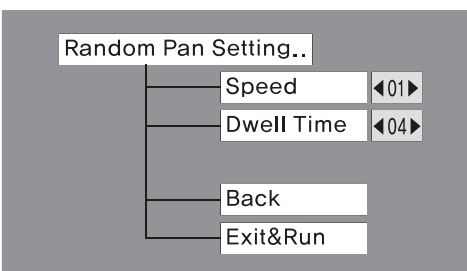 Random Pan Setting..
Speed ◀01▶
Dwell Time ◀04▶
Back
Exit&Run